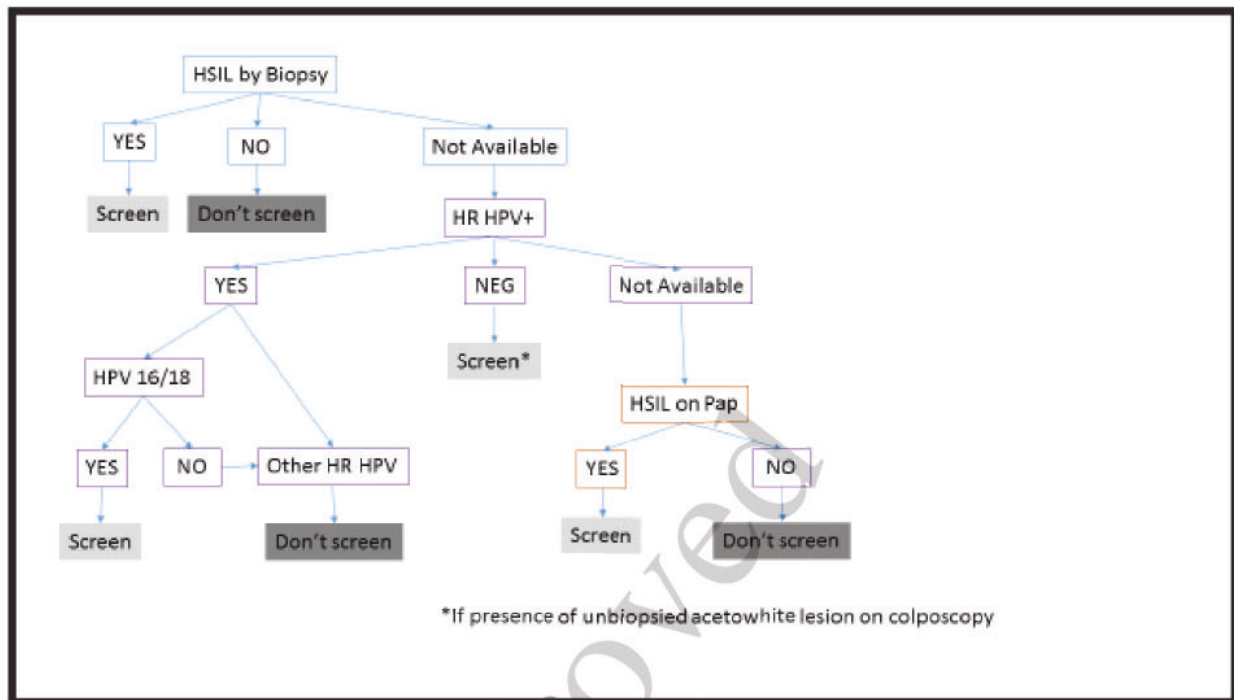 HSIL by Biopsy
YES
NO
Not Available
Screen
Don't screen
HR HPV+
YES
NEG
Not Available
Screen*
HPV 16/18
HSIL on Pap
YES
NO
Other HR HPV
YES
NO
Screen
Don't screen
Screen
Don't screen
*If presence of unbiopsied acetowhite lesion on colposcopy